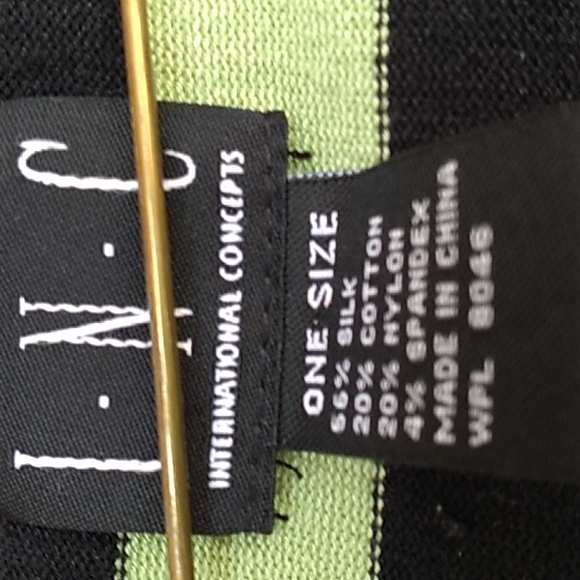 I·N·C
INTERNATIONAL CONCEPTS
ONE SIZE
56% SILK
20% COTTON
20% NYLON
4% SPANDEX
MADE IN CHINA
WPL 8046